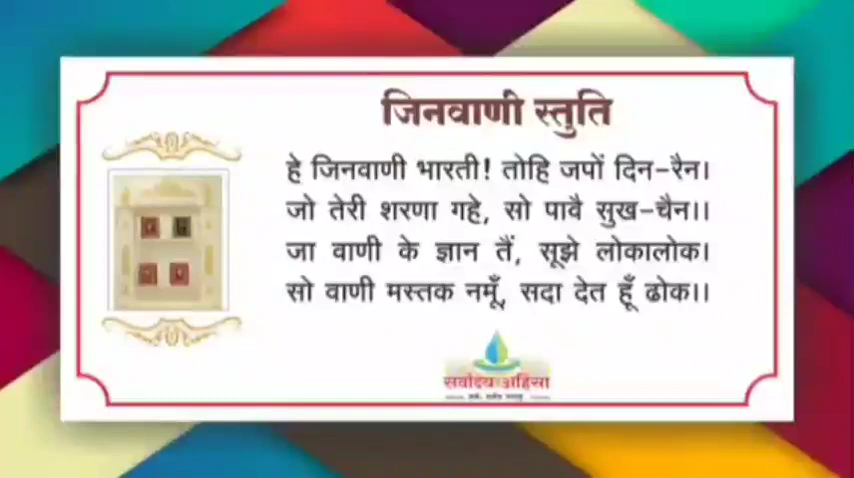 जिनवाणी स्तुति
हे जिनवाणी भारती! तोहि जपों दिन-रैन।
जो तेरी शरणा गहे, सो पावै सुख-चैन।।
जा वाणी के ज्ञान तैं, सूझे लोकालोक।
सो वाणी मस्तक नमूँ, सदा देत हूँ ढोक।।
सर्वोदय अहिंसा